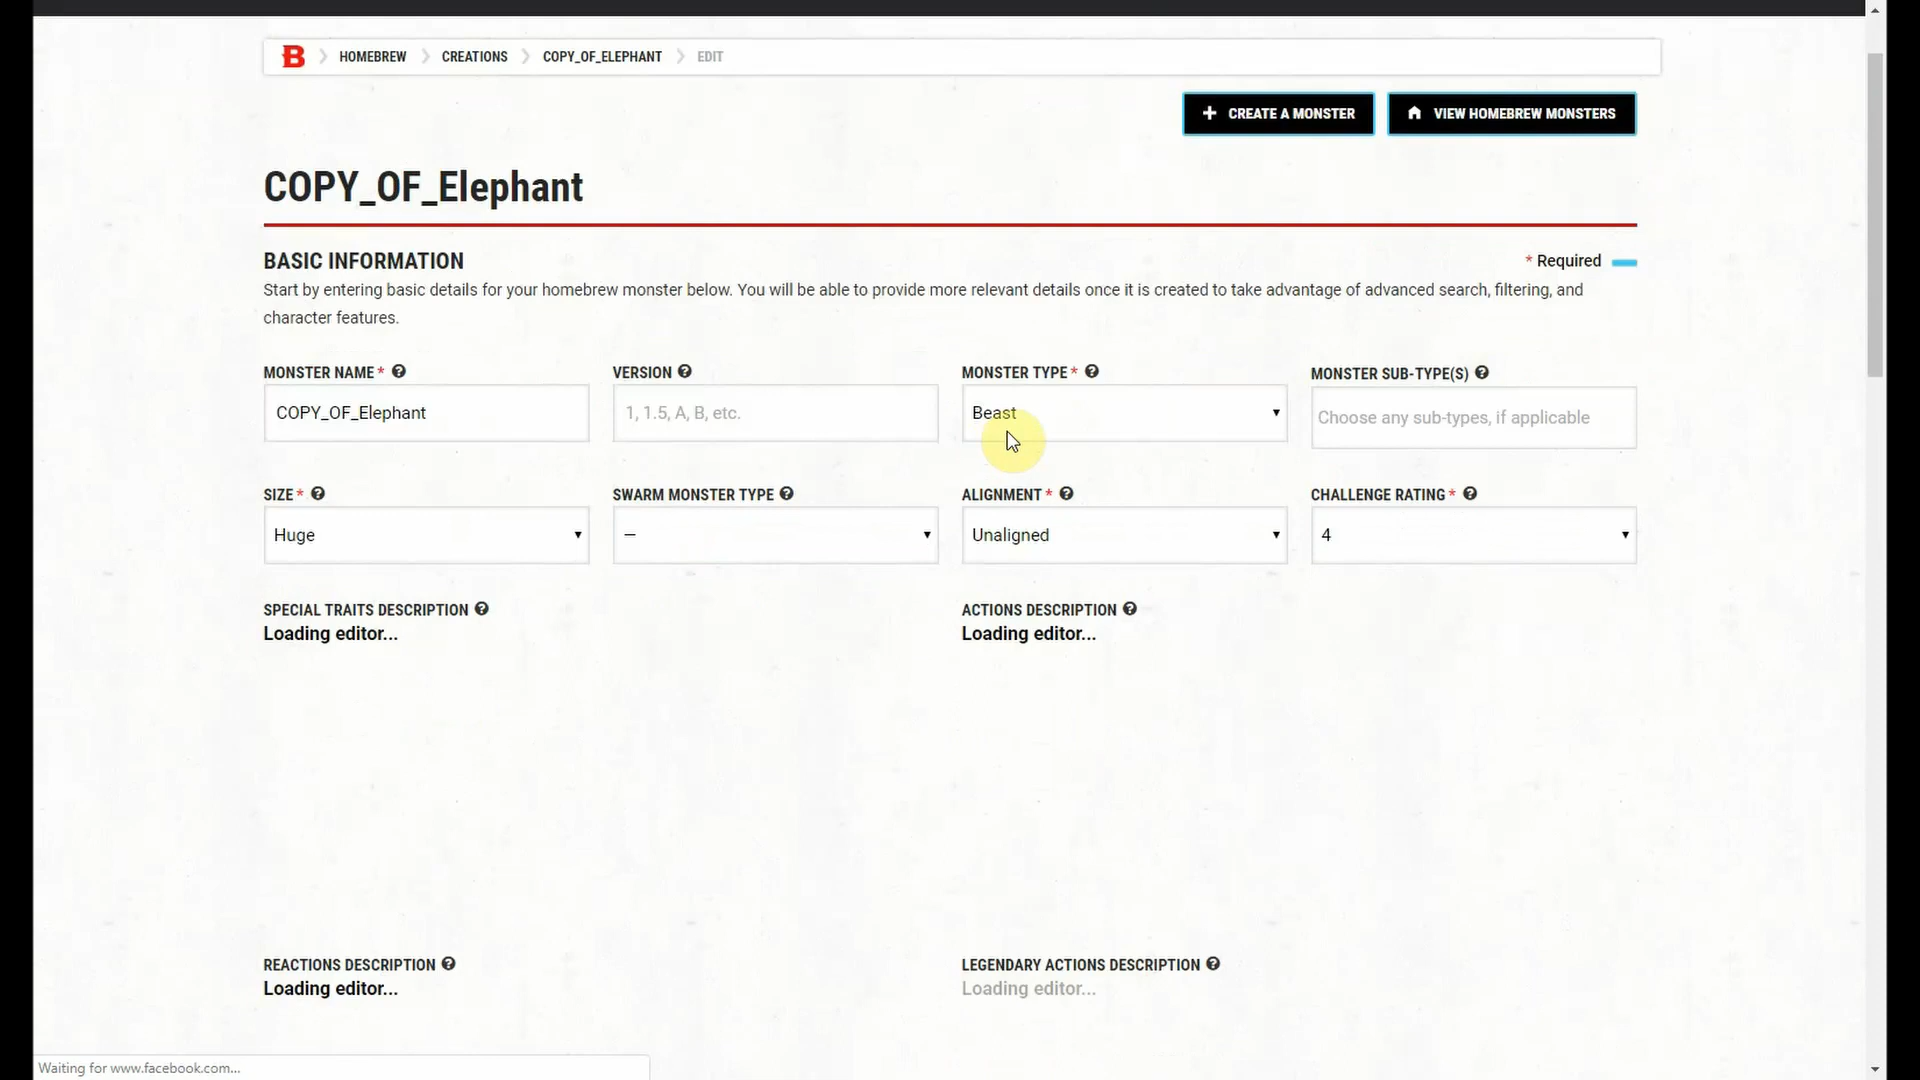 B HOMEBREW CREATIONS COPY_OF_ELEPHANT EDIT
CREATE A MONSTER VIEW HOMEBREW MONSTERS
COPY_OF_Elephant
BASIC INFORMATION * Required
Start by entering basic details for your homebrew monster below. You will be able to provide more relevant details once it is created to take advantage of advanced search, filtering, and
character features.
MONSTER NAME * VERSION MONSTER TYPE * MONSTER SUB-TYPE(S)
COPY_OF_Elephant 1, 1.5, A, B, etc. Beast Choose any sub-types, if applicable
SIZE * SWARM MONSTER TYPE ALIGNMENT * CHALLENGE RATING *
Huge — Unaligned 4
SPECIAL TRAITS DESCRIPTION ACTIONS DESCRIPTION
Loading editor... Loading editor...
REACTIONS DESCRIPTION LEGENDARY ACTIONS DESCRIPTION
Loading editor... Loading editor...
Waiting for www.facebook.com...